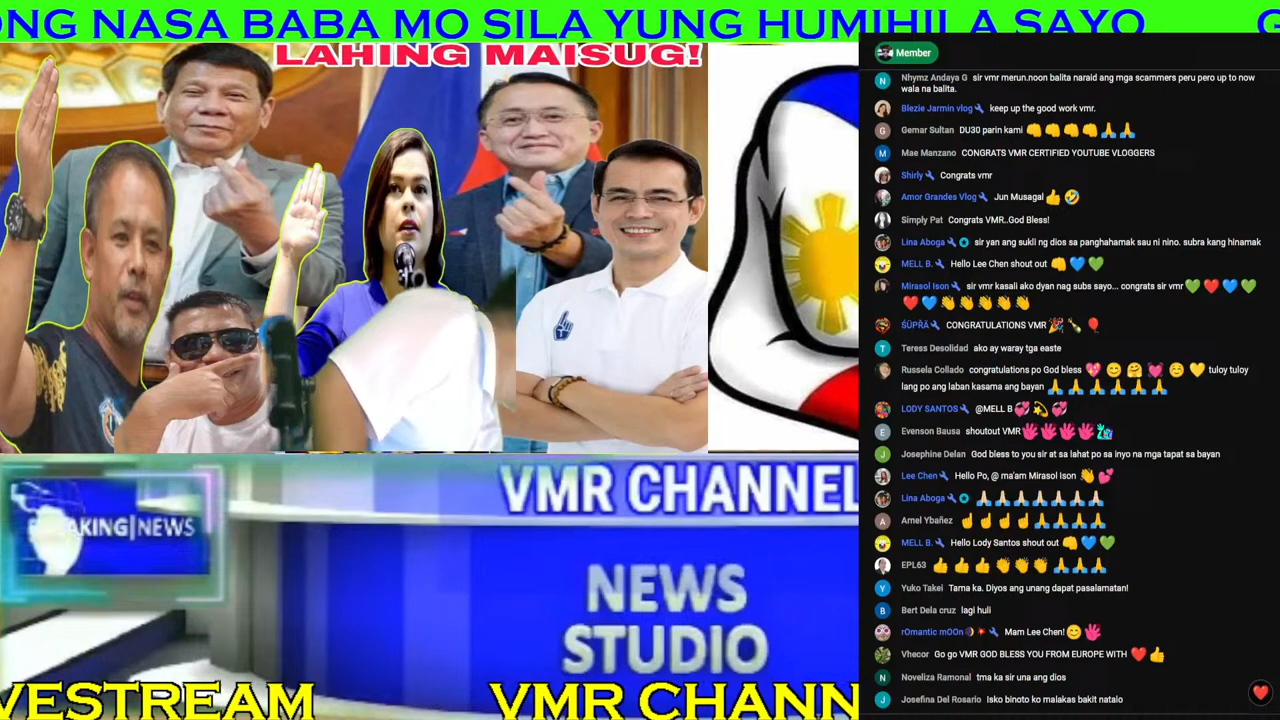 ONG NASA BABA MO SILA YUNG HUMIHILA SAYO
LAHING MAISUG!
Member
Nhymz Andaya G sir vmr merun.noon balita naraid ang mga scammers peru pero up to now
wala na balita.
Blezie Jarmin vlog keep up the good work vmr.
Gemar Sultan DU30 parin kami 👊👊👊👊🙏🙏
Mae Manzano CONGRATS VMR CERTIFIED YOUTUBE VLOGGERS
Shirly Congrats vmr
Amor Grandes Vlog Jun Musagal 👍🤣
Simply Pat Congrats VMR..God Bless!
Lina Aboga sir yan ang sukli ng dios sa panghahamak sau ni nino. subra kang hinamak
MELL B. Hello Lee Chen shout out 👊💙💚
Mirasol Ison sir vmr kasali ako dyan nag subs sayo... congrats sir vmr 💚❤️💙💚
❤️💙👏👏👏👏👏
ŚÜPŘÄ CONGRATULATIONS VMR 🎉🍾🎈
Teress Desolidad ako ay waray tga easte
Russela Collado congratulations po God bless 💖😊🤗💓☺️💛 tuloy tuloy
lang po ang laban kasama ang bayan 🙏🙏🙏🙏🙏🙏
LODY SANTOS @MELL B 💞💫💞
Evenson Bausa shoutout VMR
Josephine Delan God bless to you sir at sa lahat po sa inyo na mga tapat sa bayan
Lee Chen Hello Po, @ ma'am Mirasol Ison 👋💕
Lina Aboga 🙏🏻🙏🏻🙏🏻🙏🏻🙏🏻🙏🏻🙏🏻
Arnel Ybañez ☝️☝️☝️☝️🙏🙏🙏🙏
MELL B. Hello Lody Santos shout out 👊💙💚
EPL63 👍👍👍👏👏👏🙏🙏🙏
Yuko Takei Tama ka. Diyos ang unang dapat pasalamatan!
Bert Dela cruz lagi huli
rOmantic mOOn🌒💥 Mam Lee Chen!😊
Vhecor Go go VMR GOD BLESS YOU FROM EUROPE WITH ❤️👍
Noveliza Ramonal tma ka sir una ang dios
Josefina Del Rosario Isko binoto ko malakas bakit natalo
VMR CHANNEL
BREAKING|NEWS
NEWS
STUDIO
VESTREAM
VMR CHANN